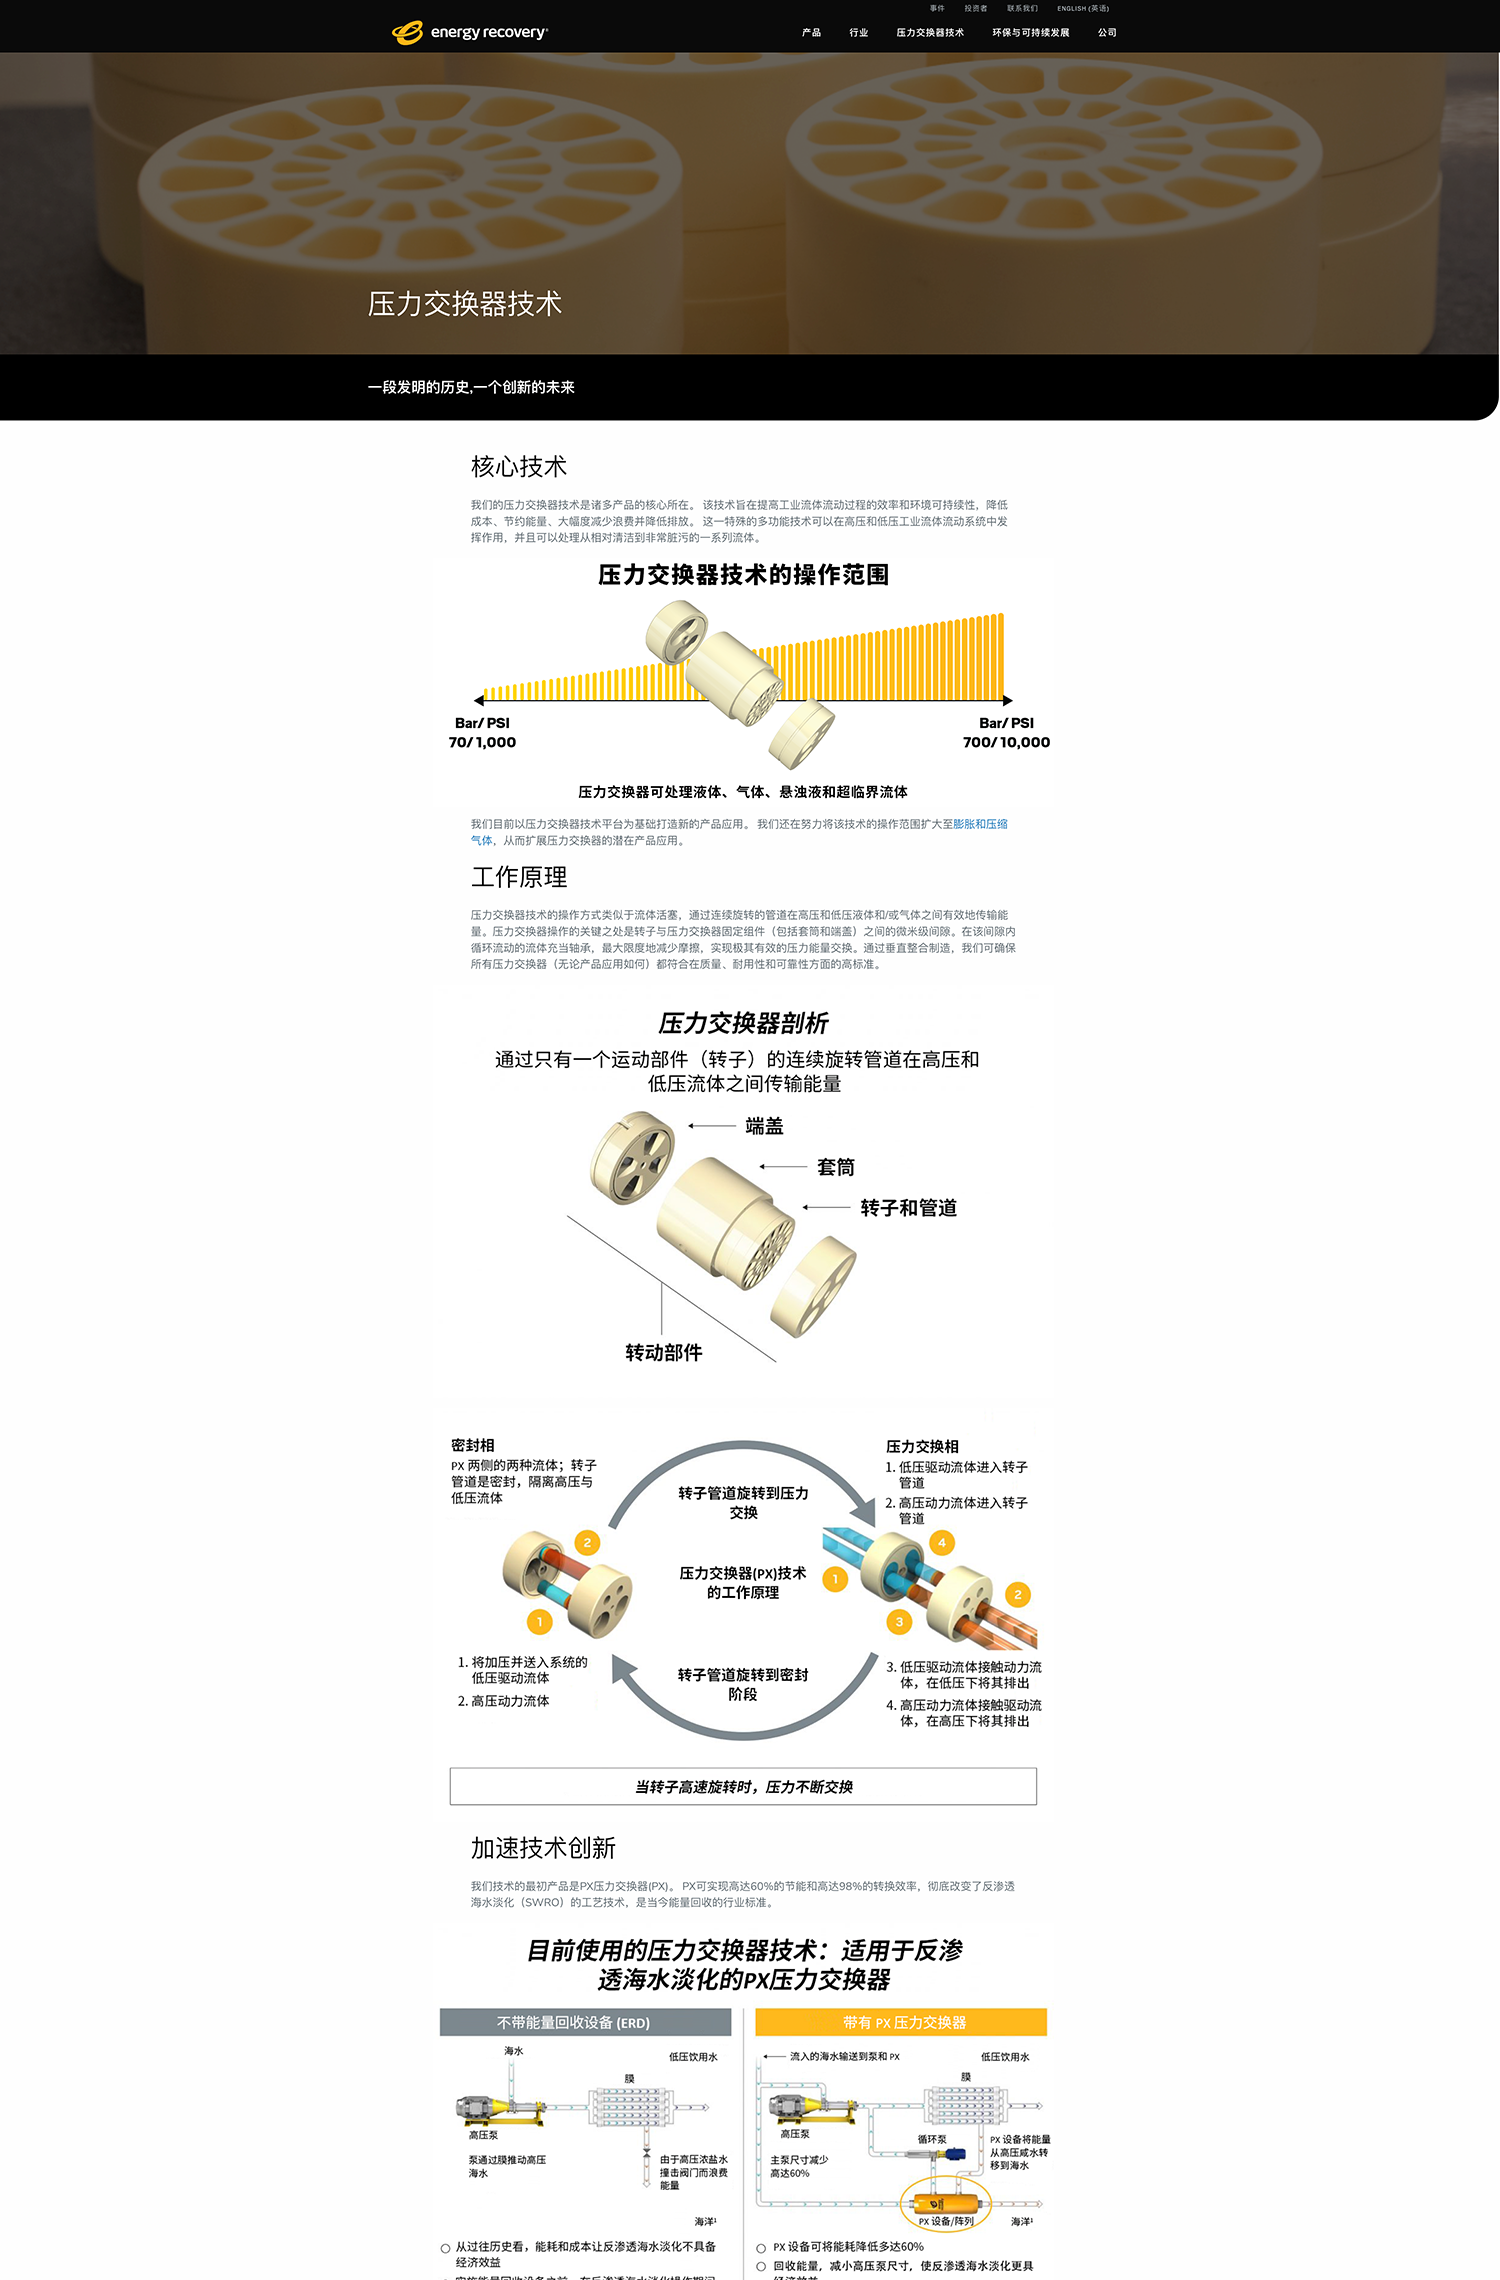 事件 投资者 联系我们 ENGLISH (英语)
energy recovery®
产品 行业 压力交换器技术 环保与可持续发展 公司
压力交换器技术
一段发明的历史,一个创新的未来
核心技术
我们的压力交换器技术是诸多产品的核心所在。 该技术旨在提高工业流体流动过程的效率和环境可持续性，降低
成本、节约能量、大幅度减少浪费并降低排放。 这一特殊的多功能技术可以在高压和低压工业流体流动系统中发
挥作用，并且可以处理从相对清洁到非常脏污的一系列流体。
压力交换器技术的操作范围
Bar/ PSI
70/ 1,000
Bar/ PSI
700/ 10,000
压力交换器可处理液体、气体、悬浊液和超临界流体
我们目前以压力交换器技术平台为基础打造新的产品应用。 我们还在努力将该技术的操作范围扩大至膨胀和压缩
气体，从而扩展压力交换器的潜在产品应用。
工作原理
压力交换器技术的操作方式类似于流体活塞，通过连续旋转的管道在高压和低压液体和/或气体之间有效地传输能
量。压力交换器操作的关键之处是转子与压力交换器固定组件（包括套筒和端盖）之间的微米级间隙。在该间隙内
循环流动的流体充当轴承，最大限度地减少摩擦，实现极其有效的压力能量交换。通过垂直整合制造，我们可确保
所有压力交换器（无论产品应用如何）都符合在质量、耐用性和可靠性方面的高标准。
压力交换器剖析
通过只有一个运动部件（转子）的连续旋转管道在高压和
低压流体之间传输能量
端盖
套筒
转子和管道
转动部件
密封相
PX 两侧的两种流体；转子
管道是密封，隔离高压与
低压流体
2
1
1. 将加压并送入系统的
低压驱动流体
2. 高压动力流体
转子管道旋转到压力
交换
压力交换器(PX)技术
的工作原理
转子管道旋转到密封
阶段
压力交换相
1. 低压驱动流体进入转子
管道
2. 高压动力流体进入转子
管道
4
1
2
3
3. 低压驱动流体接触动力流
体，在低压下将其排出
4. 高压动力流体接触驱动流
体，在高压下将其排出
当转子高速旋转时，压力不断交换
加速技术创新
我们技术的最初产品是PX压力交换器(PX)。 PX可实现高达60%的节能和高达98%的转换效率，彻底改变了反渗透
海水淡化（SWRO）的工艺技术，是当今能量回收的行业标准。
目前使用的压力交换器技术：适用于反渗
透海水淡化的PX压力交换器
不带能量回收设备 (ERD)
海水
低压饮用水
膜
高压泵
泵通过膜推动高压
海水
由于高压浓盐水
撞击阀门而浪费
能量
海洋¹
从过往历史看，能耗和成本让反渗透海水淡化不具备
经济效益
带有 PX 压力交换器
流入的海水输送到泵和 PX
低压饮用水
膜
高压泵
循环泵
PX 设备将能量
从高压咸水转
移到海水
主泵尺寸减少
高达60%
PX 设备/阵列
海洋¹
PX 设备可将能耗降低多达60%
回收能量，减小高压泵尺寸，使反渗透海水淡化更具